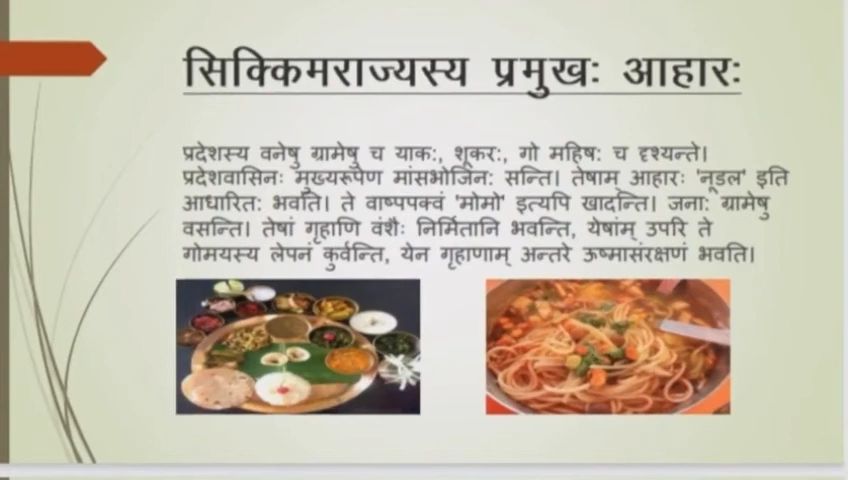 सिक्किमराज्यस्य प्रमुखः आहारः
प्रदेशस्य वनेषु ग्रामेषु च याक:, शूकर:, गो महिष: च दृश्यन्ते।
प्रदेशवासिनः मुख्यरूपेण मांसभोजिन: सन्ति। तेषाम् आहारः 'नूडल' इति
आधारित: भवति। ते वाष्पपक्वं 'मोमो' इत्यपि खादन्ति। जना: ग्रामेषु
वसन्ति। तेषां गृहाणि वंशैः निर्मितानि भवन्ति, येषांम् उपरि ते
गोमयस्य लेपनं कुर्वन्ति, येन गृहाणाम् अन्तरे ऊष्मासंरक्षणं भवति।